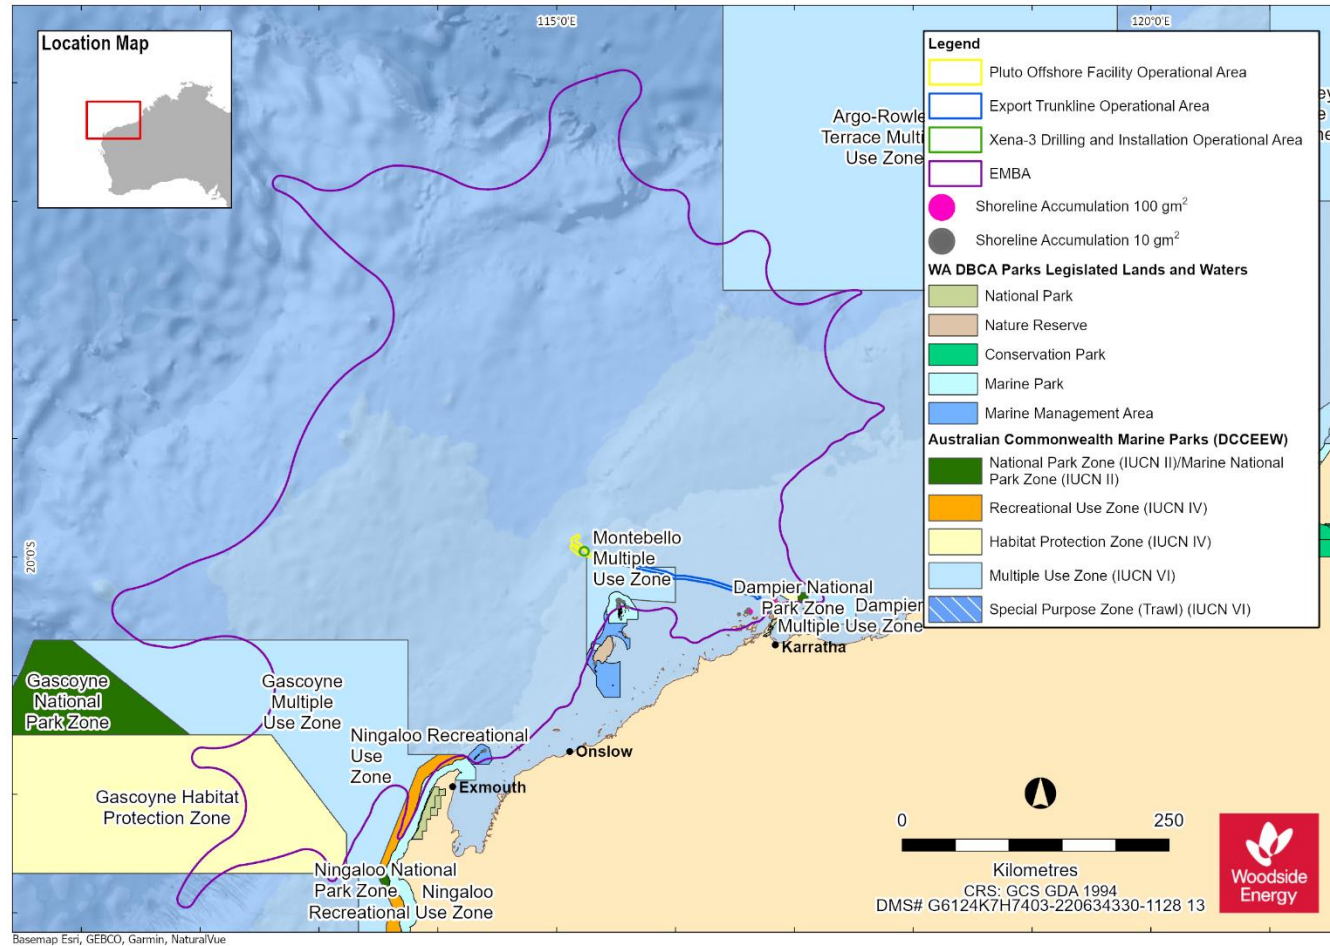 Location Map
115°0'E
120°0'E
20°0'S
Argo-Rowle
Terrace Multi
Use Zone
Montebello
Multiple
Use Zone
Dampier National
Park Zone
Dampier
Multiple Use Zone
Karratha
Gascoyne
National
Park Zone
Gascoyne
Multiple
Use Zone
Ningaloo Recreational
Use
Zone
Onslow
Exmouth
Gascoyne Habitat
Protection Zone
Ningaloo National
Park Zone
Ningaloo
Recreational Use Zone
Legend
Pluto Offshore Facility Operational Area
Export Trunkline Operational Area
Xena-3 Drilling and Installation Operational Area
EMBA
Shoreline Accumulation 100 gm²
Shoreline Accumulation 10 gm²
WA DBCA Parks Legislated Lands and Waters
National Park
Nature Reserve
Conservation Park
Marine Park
Marine Management Area
Australian Commonwealth Marine Parks (DCCEEW)
National Park Zone (IUCN II)/Marine National
Park Zone (IUCN II)
Recreational Use Zone (IUCN IV)
Habitat Protection Zone (IUCN IV)
Multiple Use Zone (IUCN VI)
Special Purpose Zone (Trawl) (IUCN VI)
0
250
Kilometres
CRS: GCS GDA 1994
DMS# G6124K7H7403-220634330-1128 13
Woodside
Energy
Basemap Esri, GEBCO, Garmin, NaturalVue